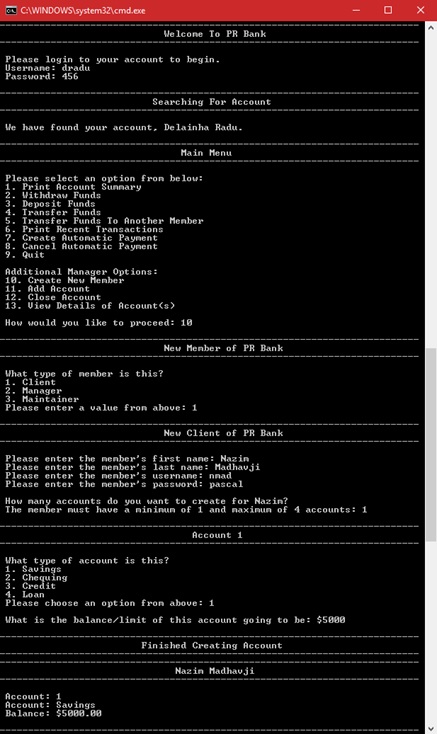 C:\WINDOWS\system32\cmd.exe
Welcome To PR Bank
Please login to your account to begin.
Username: dradu
Password: 456
Searching For Account
We have found your account, Delainha Radu.
Main Menu
Please select an option from below:
1. Print Account Summary
2. Withdraw Funds
3. Deposit Funds
4. Transfer Funds
5. Transfer Funds To Another Member
6. Print Recent Transactions
7. Create Automatic Payment
8. Cancel Automatic Payment
9. Quit
Additional Manager Options:
10. Create New Member
11. Add Account
12. Close Account
13. View Details of Account(s)
How would you like to proceed: 10
New Member of PR Bank
What type of member is this?
1. Client
2. Manager
3. Maintainer
Please enter a value from above: 1
New Client of PR Bank
Please enter the member's first name: Nazim
Please enter the member's last name: Madhavji
Please enter the member's username: nmad
Please enter the member's password: pascal
How many accounts do you want to create for Nazim?
The member must have a minimum of 1 and maximum of 4 accounts: 1
Account 1
What type of account is this?
1. Savings
2. Chequing
3. Credit
4. Loan
Please choose an option from above: 1
What is the balance/limit of this account going to be: $5000
Finished Creating Account
Nazim Madhavji
Account: 1
Account: Savings
Balance: $5000.00